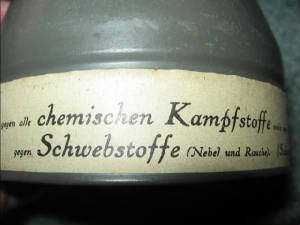 gegen alle chemischen Kampfstoffe
gegen Schwebstoffe (Nebel und Rauche).